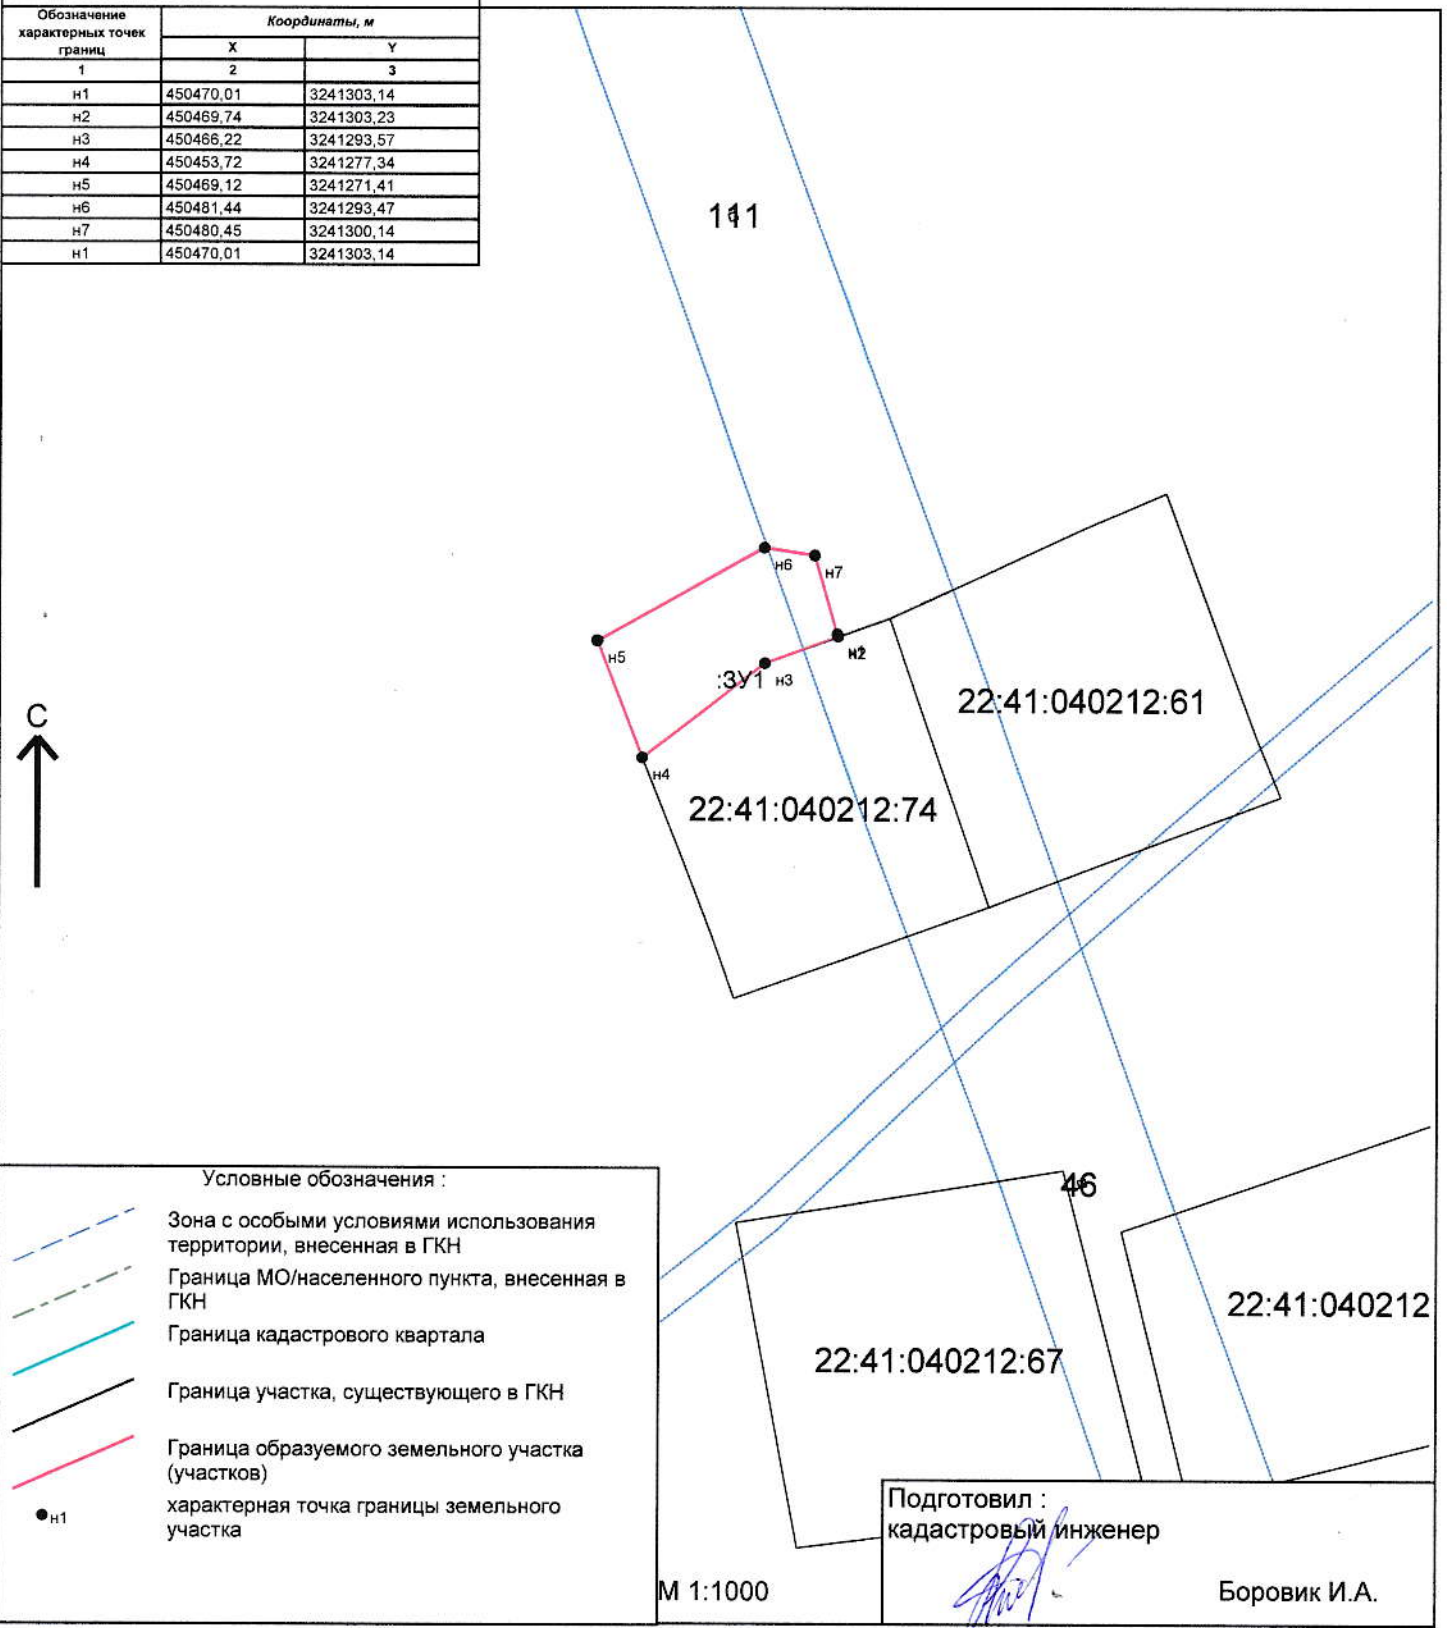 Обозначение характерных точек границ
Координаты, м
X Y
1 2 3
н1 450470,01 3241303,14
н2 450469,74 3241303,23
н3 450466,22 3241293,57
н4 450453,72 3241277,34
н5 450469,12 3241271,41
н6 450481,44 3241293,47
н7 450480,45 3241300,14
н1 450470,01 3241303,14
н6
н7
н5
н2
:ЗУ1 н3
н4
22:41:040212:61
С
22:41:040212:74
46
22:41:040212
22:41:040212:67
Условные обозначения :
Зона с особыми условиями использования
территории, внесенная в ГКН
Граница МО/населенного пункта, внесенная в
ГКН
Граница кадастрового квартала
Граница участка, существующего в ГКН
Граница образуемого земельного участка
(участков)
н1
характерная точка границы земельного
участка
М 1:1000
Подготовил :
кадастровый инженер
Боровик И.А.